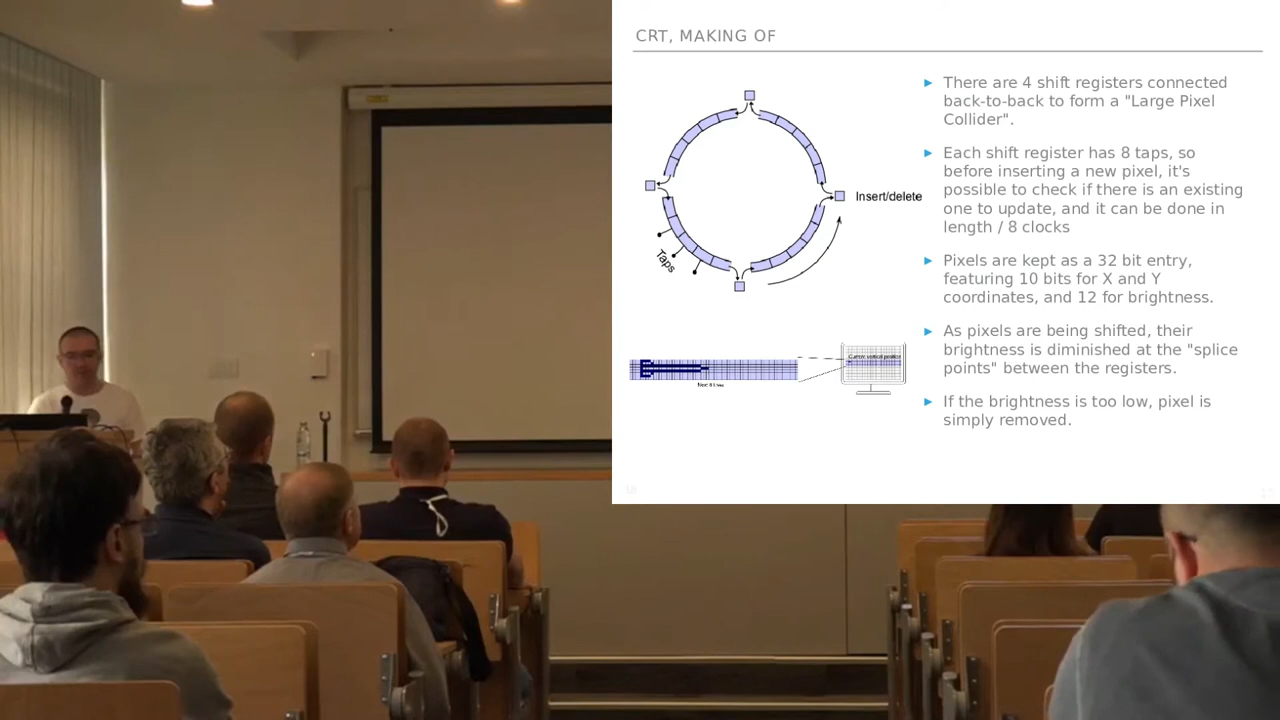 CRT, MAKING OF
There are 4 shift registers connected
back-to-back to form a "Large Pixel
Collider".
Each shift register has 8 taps, so
before inserting a new pixel, it's
possible to check if there is an existing
one to update, and it can be done in
length / 8 clocks
Pixels are kept as a 32 bit entry,
featuring 10 bits for X and Y
coordinates, and 12 for brightness.
As pixels are being shifted, their
brightness is diminished at the "splice
points" between the registers.
If the brightness is too low, pixel is
simply removed.
Insert/delete
Taps
Current vertical position